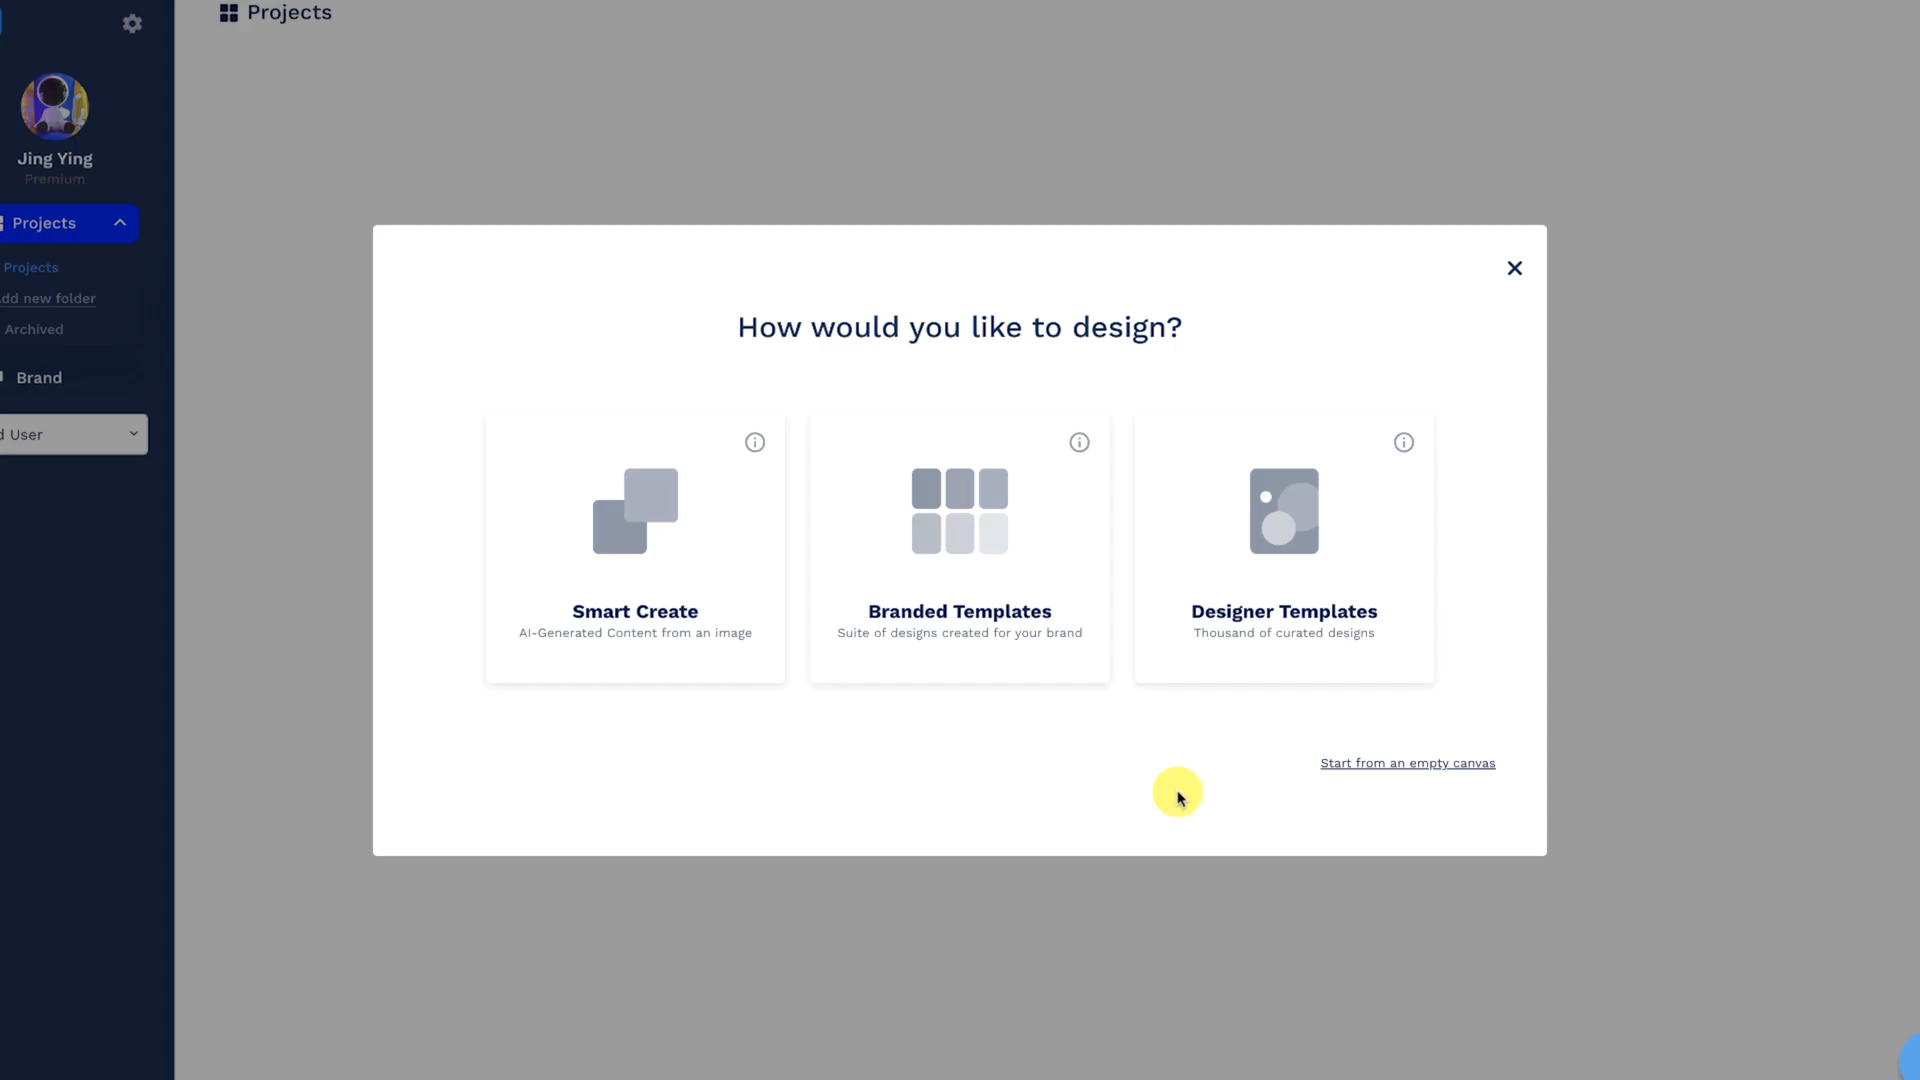 Projects
Jing Ying
Premium
Projects
Projects
dd new folder
Archived
Brand
d User
How would you like to design?
Smart Create
AI-Generated Content from an image
Branded Templates
Suite of designs created for your brand
Designer Templates
Thousand of curated designs
Start from an empty canvas